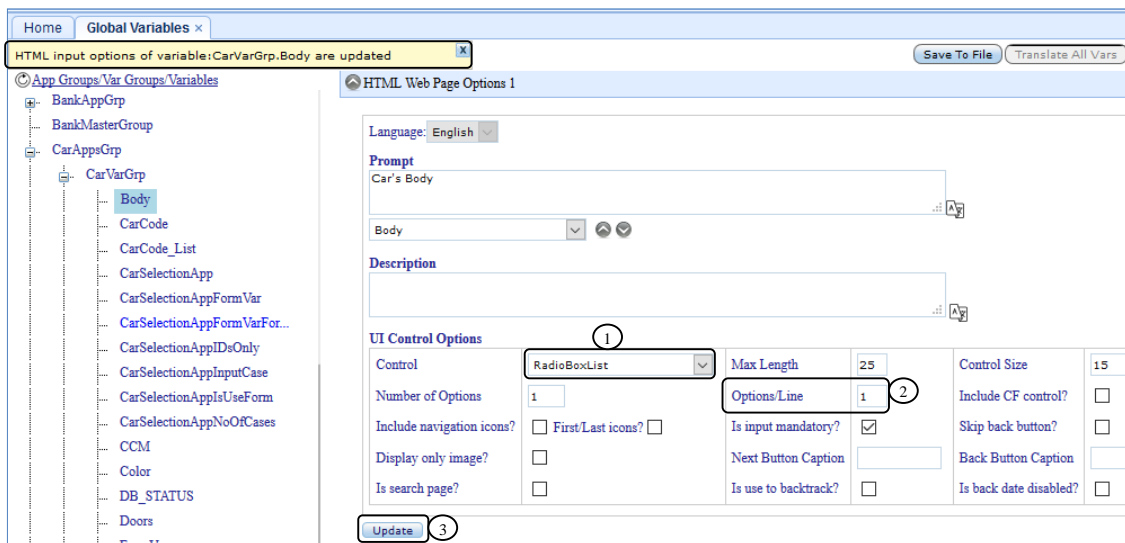 Home Global Variables ×
HTML input options of variable:CarVarGrp.Body are updated X
Save To File Translate All Vars
App Groups/Var Groups/Variables
BankAppGrp
BankMasterGroup
CarAppsGrp
CarVarGrp
Body
CarCode
CarCode_List
CarSelectionApp
CarSelectionAppFormVar
CarSelectionAppFormVarFor...
CarSelectionAppIDsOnly
CarSelectionAppInputCase
CarSelectionAppIsUseForm
CarSelectionAppNoOfCases
CCM
Color
DB_STATUS
Doors
HTML Web Page Options 1
Language: English
Prompt
Car's Body
Body
Description
UI Control Options
1
Control RadioBoxList Max Length 25 Control Size 15
Number of Options 1 Options/Line 1 2 Include CF control?
Include navigation icons? First/Last icons? Is input mandatory? Skip back button?
Display only image? Next Button Caption Back Button Caption
Is search page? Is use to backtrack? Is back date disabled?
Update 3